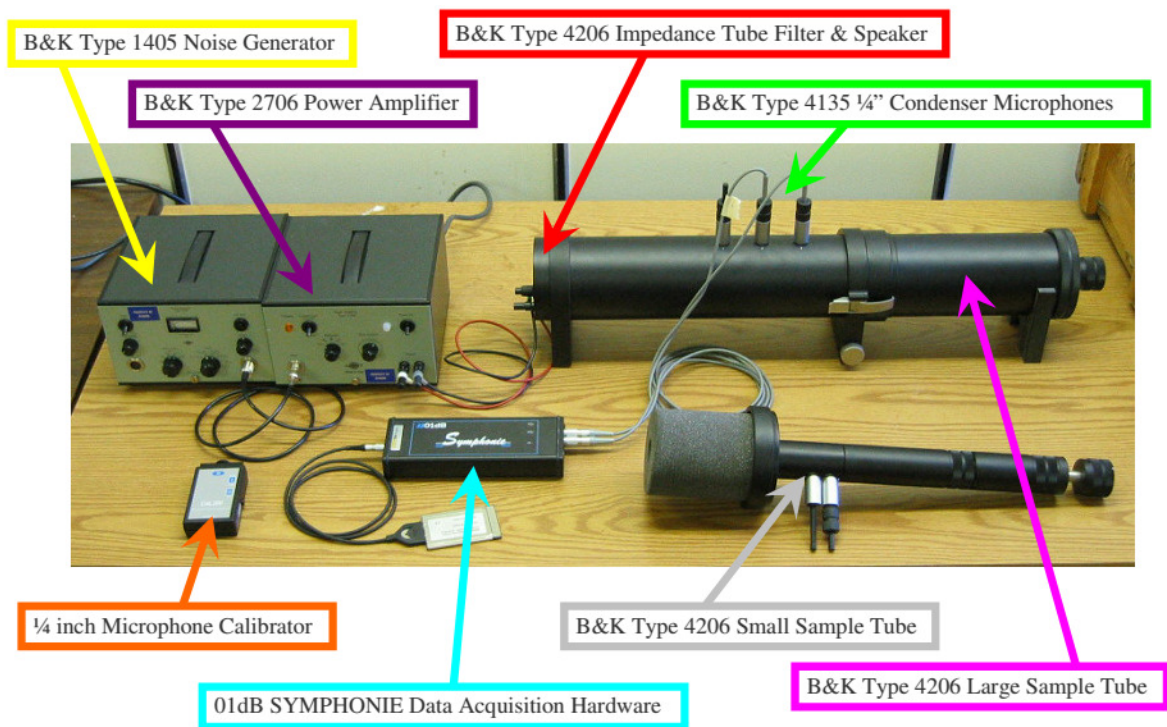 B&K Type 1405 Noise Generator
B&K Type 4206 Impedance Tube Filter & Speaker
B&K Type 2706 Power Amplifier
B&K Type 4135 ¼” Condenser Microphones
01dB
Symphonie
¼ inch Microphone Calibrator
B&K Type 4206 Small Sample Tube
B&K Type 4206 Large Sample Tube
01dB SYMPHONIE Data Acquisition Hardware